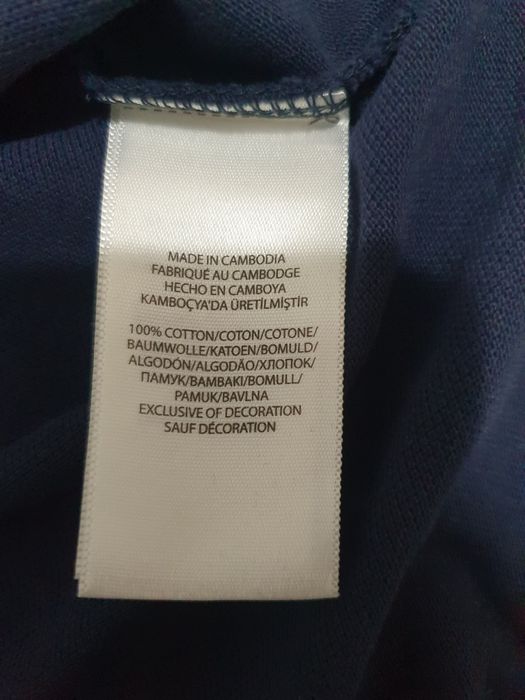 MADE IN CAMBODIA
FABRIQUÉ AU CAMBODGE
HECHO EN CAMBOYA
KAMBOÇYA'DA ÜRETİLMİŞTİR
100% COTTON/COTON/COTONE/
BAUMWOLLE/KATOEN/BOMULD/
ALGODÓN/ALGODÃO/ХЛОПОК/
ПАМУК/BAMBAKI/BOMULL/
PAMUK/BAVLNA
EXCLUSIVE OF DECORATION
SAUF DÉCORATION